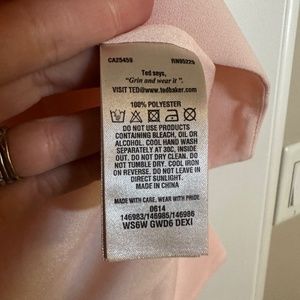 CA25459 RN95229
Ted says,
"Grin and wear it".
VISIT TED@www.tedbaker.com
100% POLYESTER
DO NOT USE PRODUCTS
CONTAINING BLEACH, OIL OR
ALCOHOL. COOL HAND WASH
SEPARATELY AT 30C. INSIDE
OUT. DO NOT DRY CLEAN. DO
NOT TUMBLE DRY. COOL IRON
ON REVERSE. DO NOT LEAVE IN
DIRECT SUNLIGHT.
MADE IN CHINA
MADE WITH CARE, WEAR WITH PRIDE
0614
146983/146985/146986
WS6W GWD6 DEXI